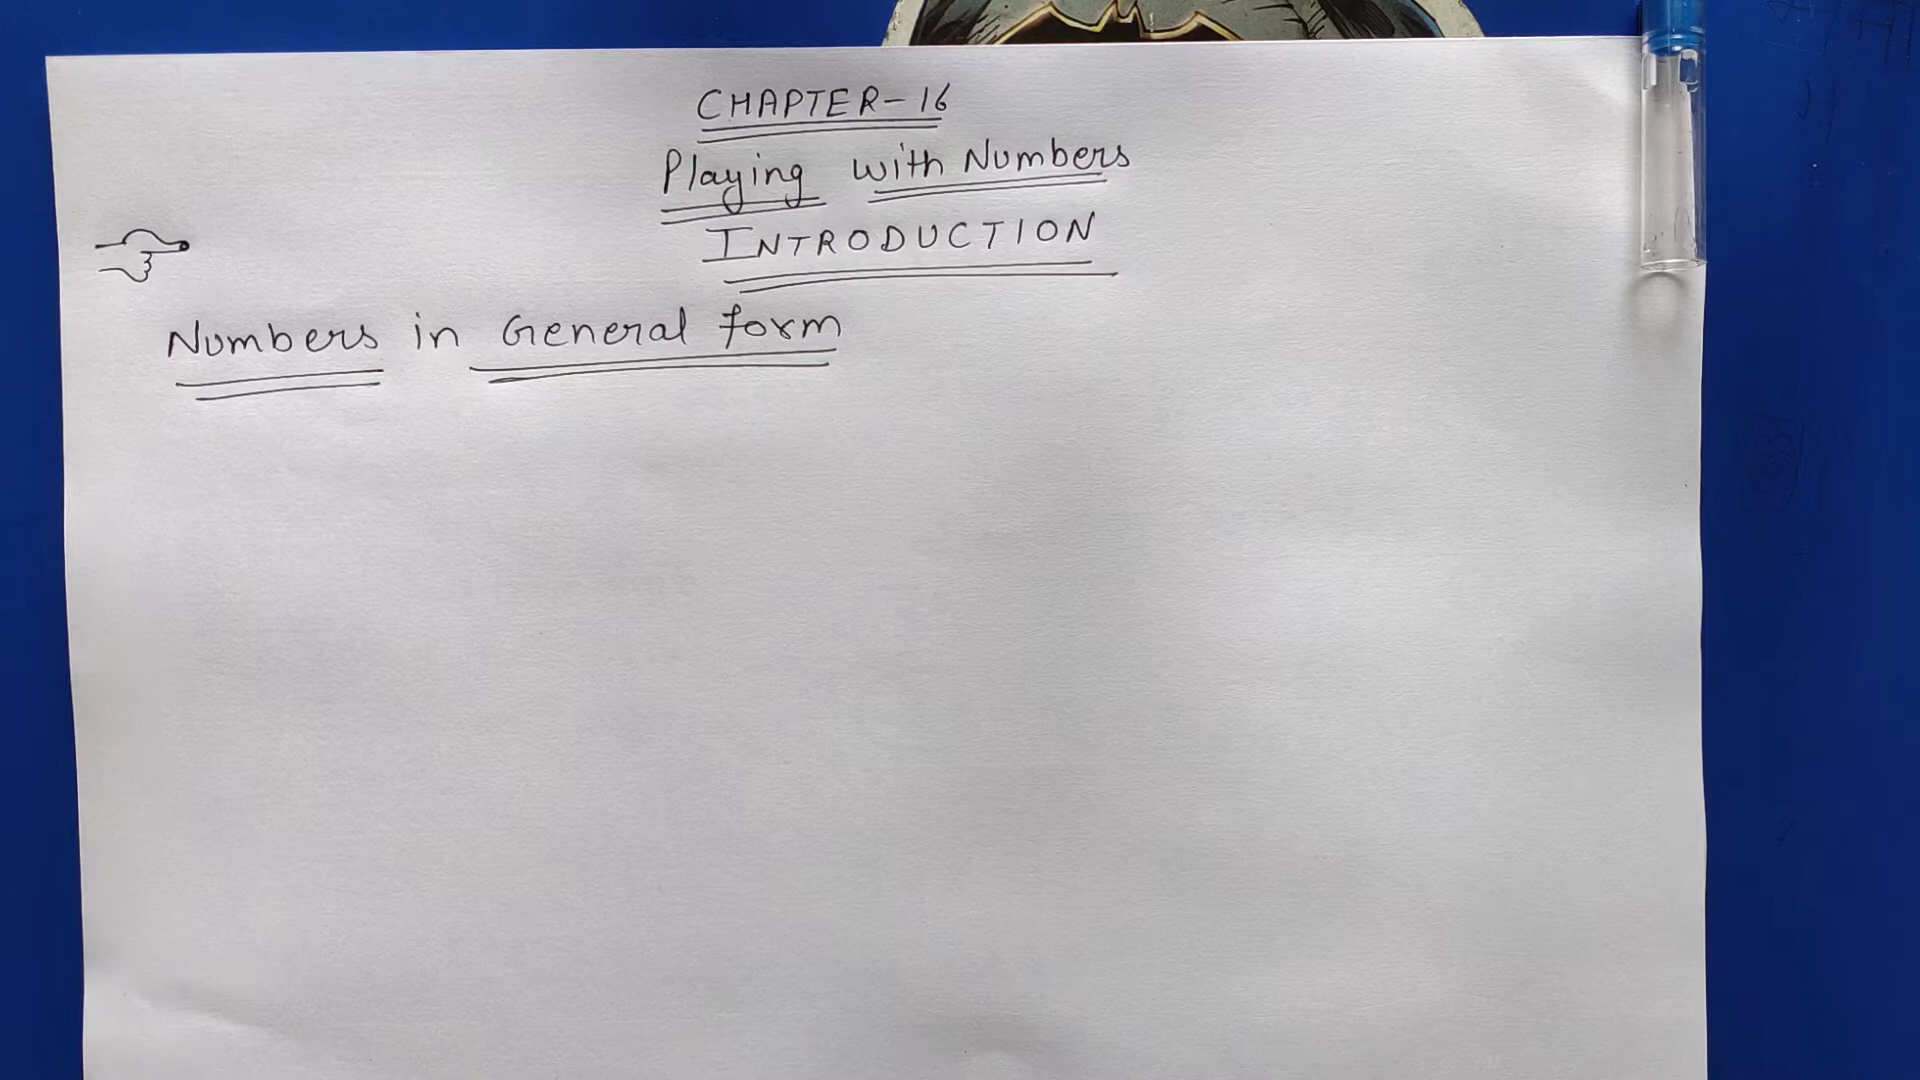 CHAPTER-16
Playing with Numbers
INTRODUCTION
Numbers in General form